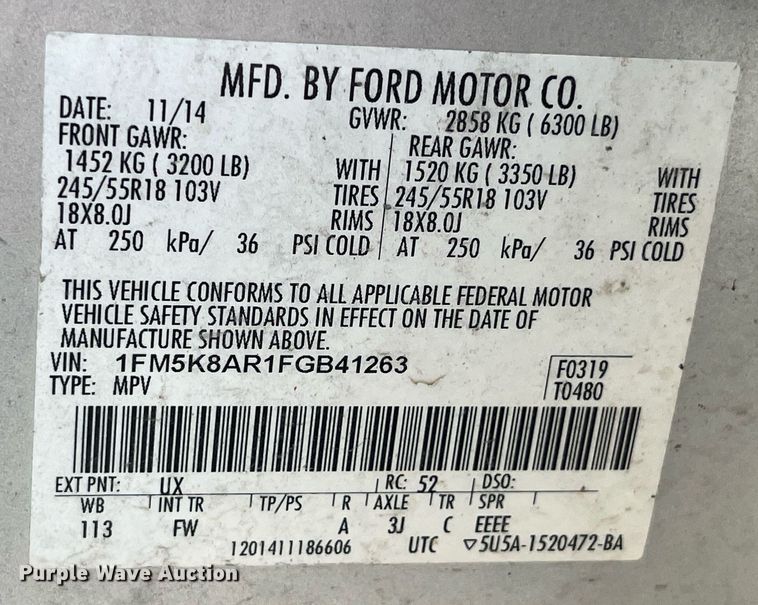 MFD. BY FORD MOTOR CO.
DATE: 11/14 GVWR: 2858 KG ( 6300 LB)
FRONT GAWR: REAR GAWR:
1452 KG ( 3200 LB) WITH 1520 KG ( 3350 LB) WITH
245/55R18 103V TIRES 245/55R18 103V TIRES
18X8.0J RIMS 18X8.0J RIMS
AT 250 kPa/ 36 PSI COLD AT 250 kPa/ 36 PSI COLD
THIS VEHICLE CONFORMS TO ALL APPLICABLE FEDERAL MOTOR
VEHICLE SAFETY STANDARDS IN EFFECT ON THE DATE OF
MANUFACTURE SHOWN ABOVE.
VIN: 1FM5K8AR1FGB41263 F0319
TYPE: MPV T0480
EXT PNT: UX RC: 52 DSO:
WB INT TR TP/PS R AXLE TR SPR
113 FW A 3J C EEEE
1201411186606 UTC ▽5U5A-1520472-BA
Purple Wave Auction